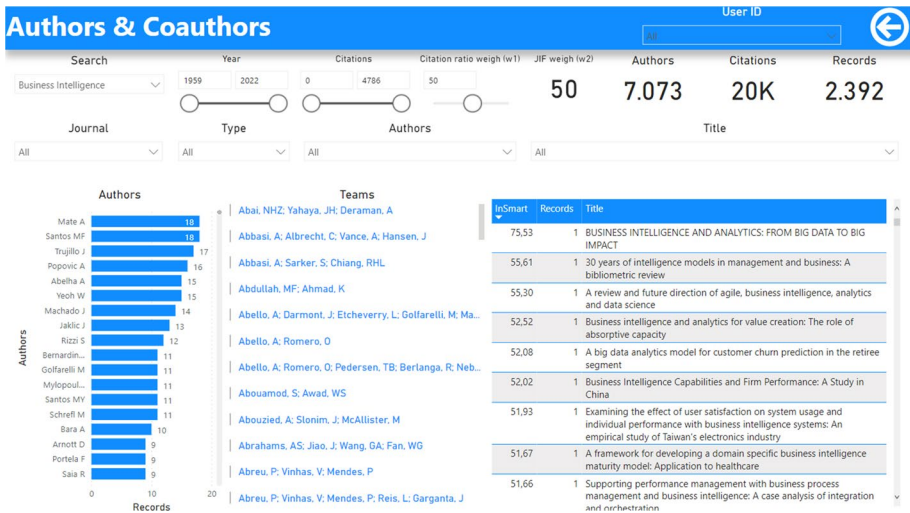 Authors & Coauthors
User ID
All
Search
Year
Citations
Citation ratio weigh (w1)
JIF weigh (w2)
Authors
Citations
Records
Business Intelligence
1959
2022
0
4786
50
50
7.073
20K
2.392
Journal
Type
Authors
Title
All
All
All
All
Authors
Mate A 18
Santos MF 18
Trujillo J 17
Popovic A 16
Abelha A 15
Yeoh W 15
Machado J 14
Jaklic J 13
Rizzi S 12
Bernardin... 11
Golfarelli M 11
Mylopoul... 11
Santos MY 11
Schrefl M 11
Bara A 10
Arnott D 9
Portela F 9
Saia R 9
Authors
0 10 20
Records
Teams
Abai, NHZ; Yahaya, JH; Deraman, A
Abbasi, A; Albrecht, C; Vance, A; Hansen, J
Abbasi, A; Sarker, S; Chiang, RHL
Abdullah, MF; Ahmad, K
Abello, A; Darmont, J; Etcheverry, L; Golfarelli, M; Ma...
Abello, A; Romero, O
Abello, A; Romero, O; Pedersen, TB; Berlanga, R; Neb...
Abouamod, S; Awad, WS
Abouzied, A; Slonim, J; McAllister, M
Abrahams, AS; Jiao, J; Wang, GA; Fan, WG
Abreu, P; Vinhas, V; Mendes, P
Abreu, P; Vinhas, V; Mendes, P; Reis, L; Garganta, J
InSmart Records Title
75,53 1 BUSINESS INTELLIGENCE AND ANALYTICS: FROM BIG DATA TO BIG
IMPACT
55,61 1 30 years of intelligence models in management and business: A
bibliometric review
55,30 1 A review and future direction of agile, business intelligence, analytics
and data science
52,52 1 Business intelligence and analytics for value creation: The role of
absorptive capacity
52,08 1 A big data analytics model for customer churn prediction in the retiree
segment
52,02 1 Business Intelligence Capabilities and Firm Performance: A Study in
China
51,93 1 Examining the effect of user satisfaction on system usage and
individual performance with business intelligence systems: An
empirical study of Taiwan's electronics industry
51,67 1 A framework for developing a domain specific business intelligence
maturity model: Application to healthcare
51,66 1 Supporting performance management with business process
management and business intelligence: A case analysis of integration
and orchestration